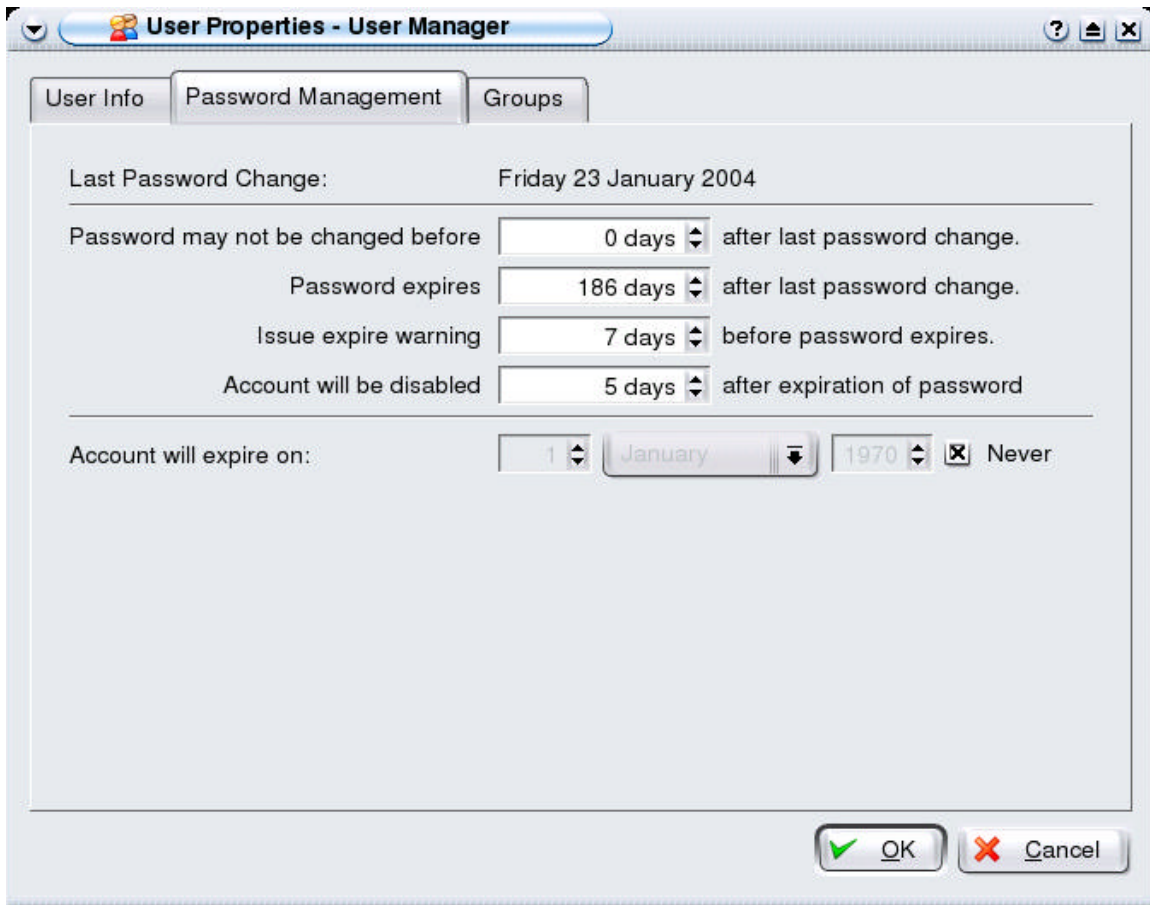 User Properties - User Manager
User Info Password Management Groups
Last Password Change: Friday 23 January 2004
Password may not be changed before 0 days after last password change.
Password expires 186 days after last password change.
Issue expire warning 7 days before password expires.
Account will be disabled 5 days after expiration of password
Account will expire on: 1 January 1970 Never
OK Cancel